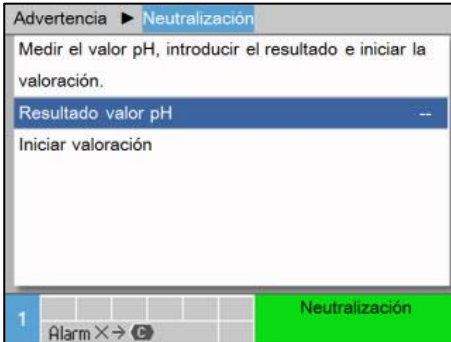 Advertencia ► Neutralización
Medir el valor pH, introducir el resultado e iniciar la
valoración.
Resultado valor pH --
Iniciar valoración
1
Neutralización
Alarm X→ C